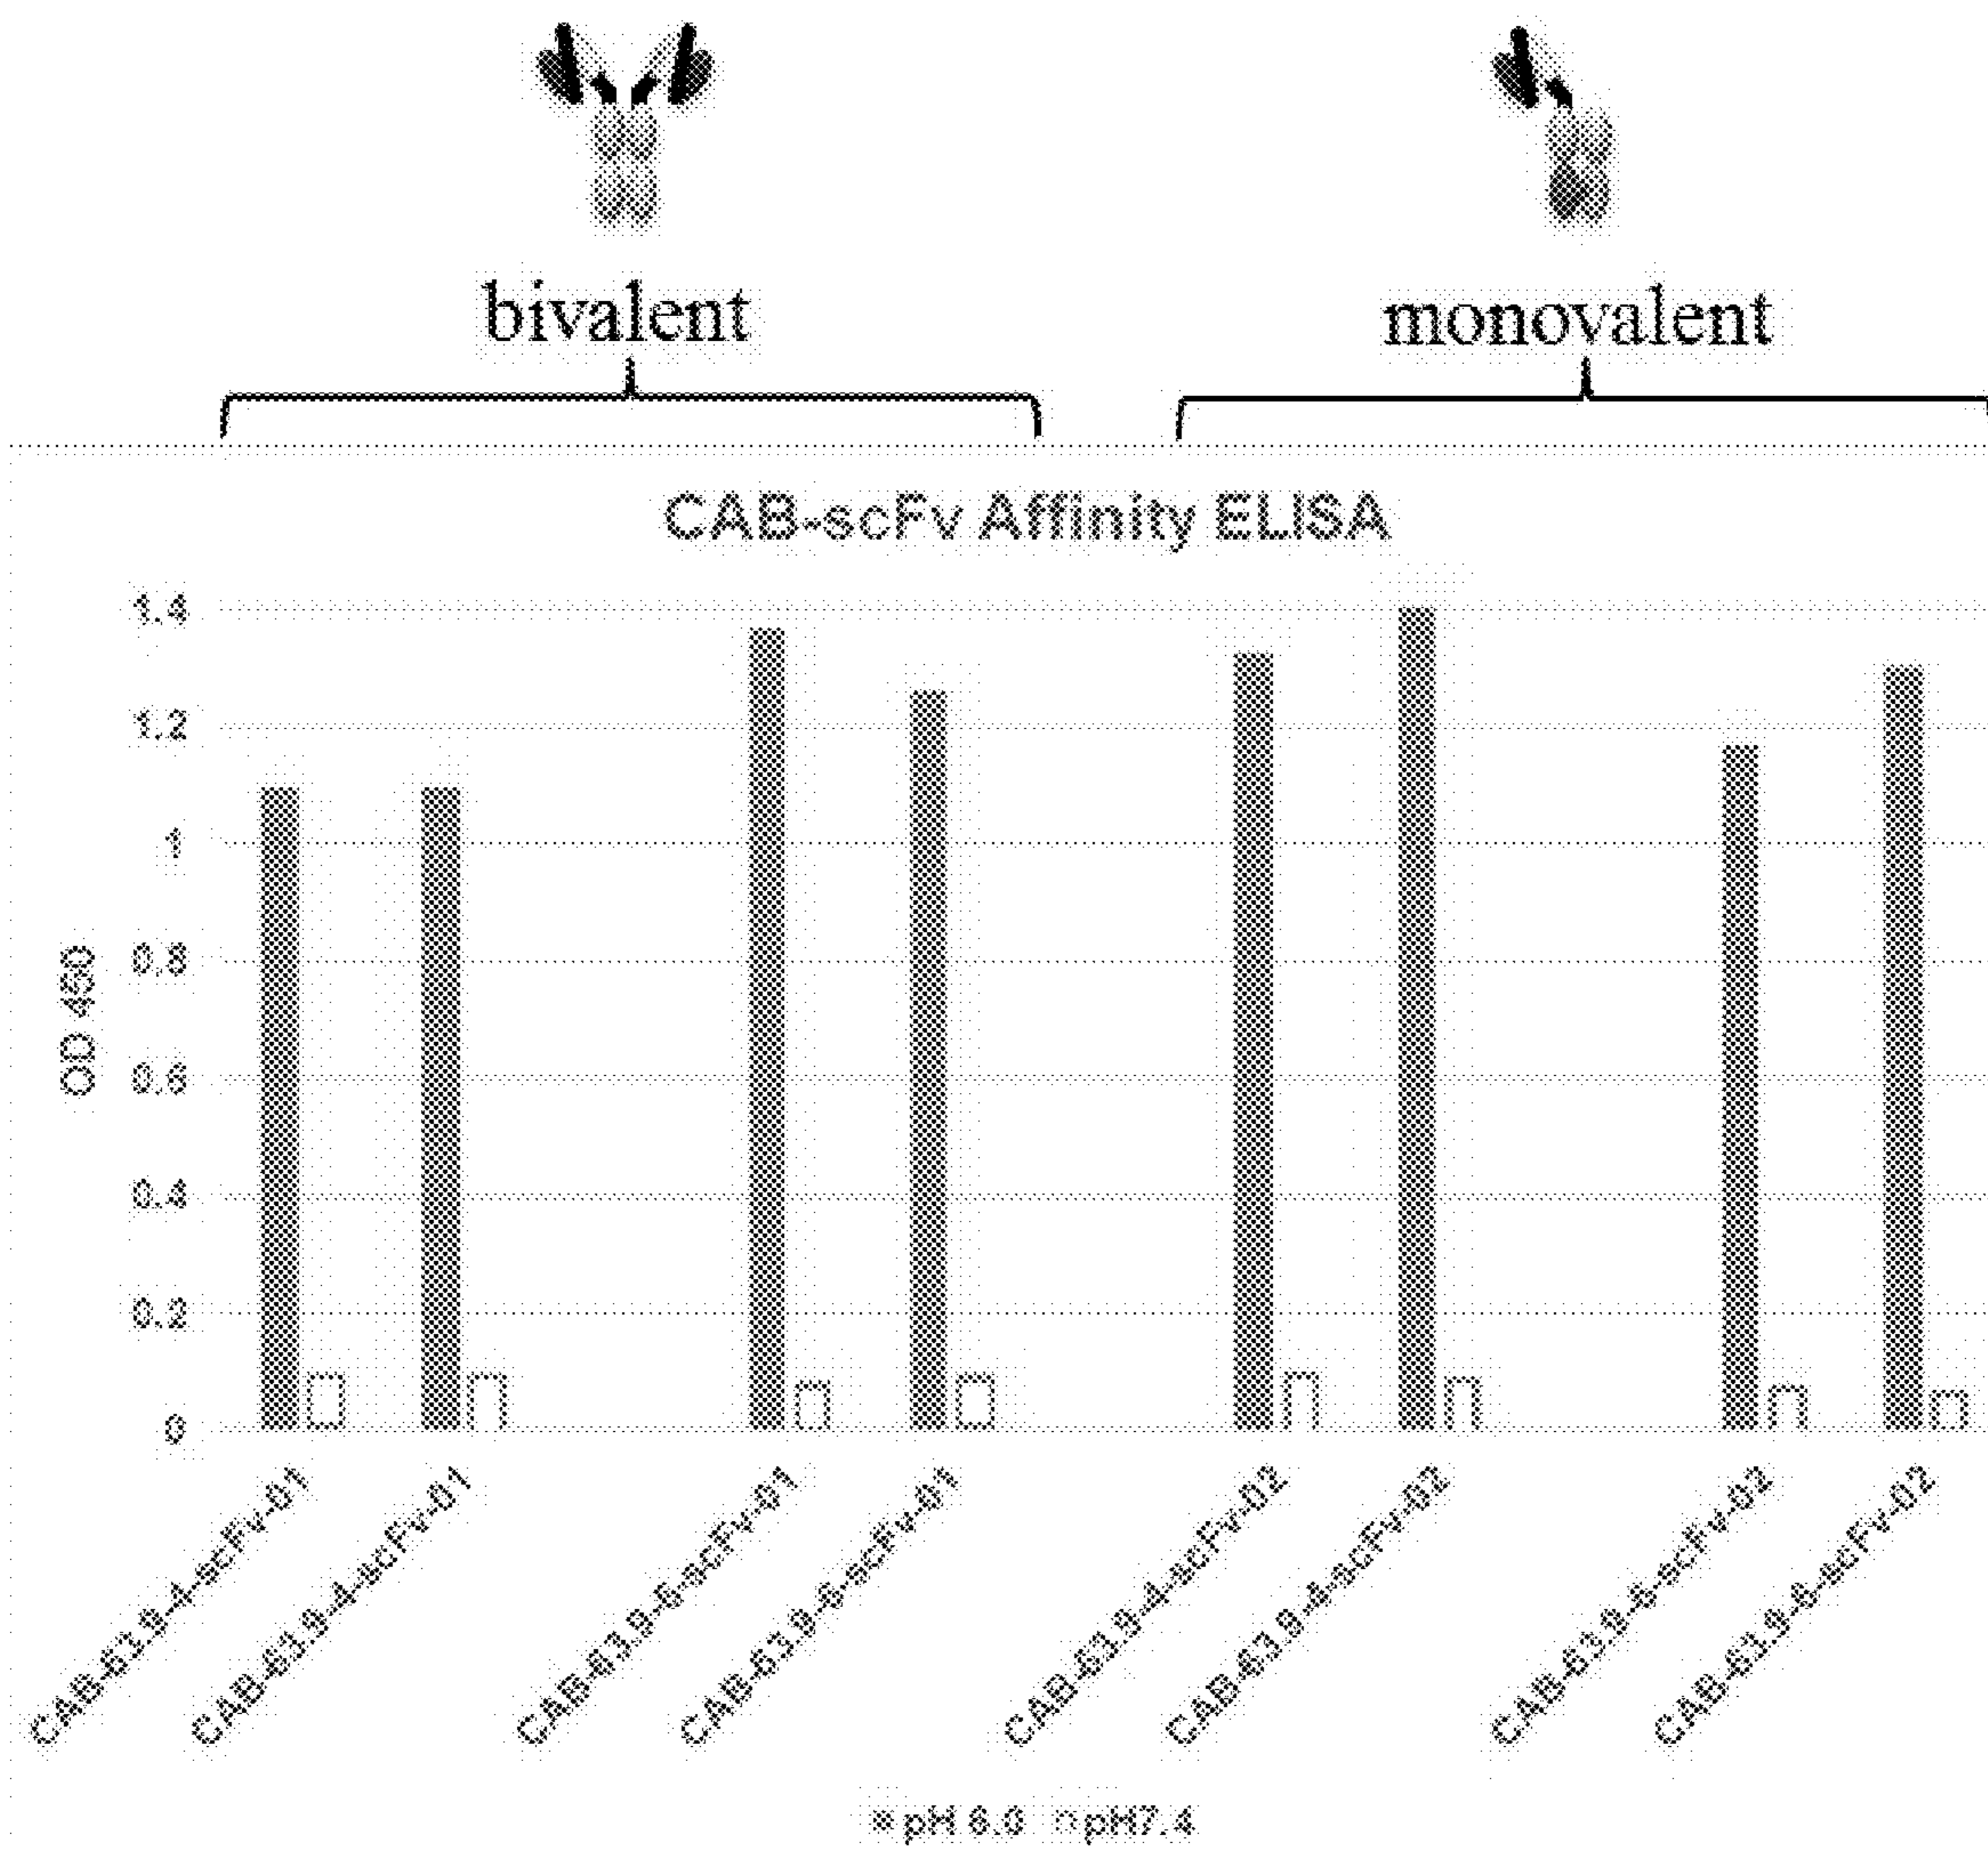 bivalent
monovalent
CAB-scFv Affinity ELISA
1.4
1.2
1
0.8
0.6
0.4
0.2
0
OD 450
CAB-63.9-4-scFv-01
CAB-63.9-4-scFv-01
CAB-63.9-6-scFv-01
CAB-63.9-6-scFv-01
CAB-63.9-4-scFv-02
CAB-63.9-4-scFv-02
CAB-63.9-6-scFv-02
CAB-63.9-6-scFv-02
pH 6.0 pH7.4